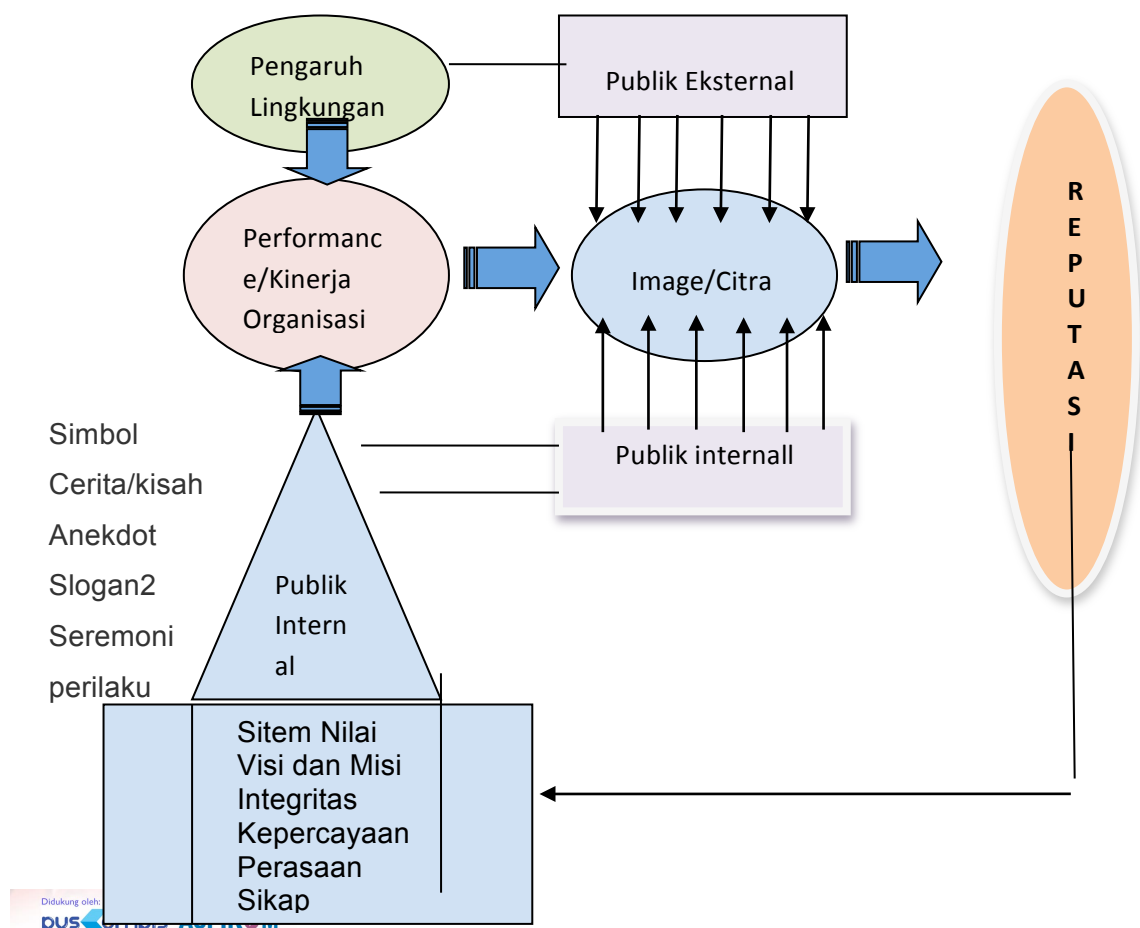 Pengaruh
Lingkungan
Publik Eksternal
Performanc
e/Kinerja
Organisasi
Image/Citra
R
E
P
U
T
A
S
I
Simbol
Cerita/kisah
Anekdot
Slogan2
Seremoni
perilaku
Publik internall
Publik
Intern
al
Sitem Nilai
Visi dan Misi
Integritas
Kepercayaan
Perasaan
Sikap
Didukung oleh: